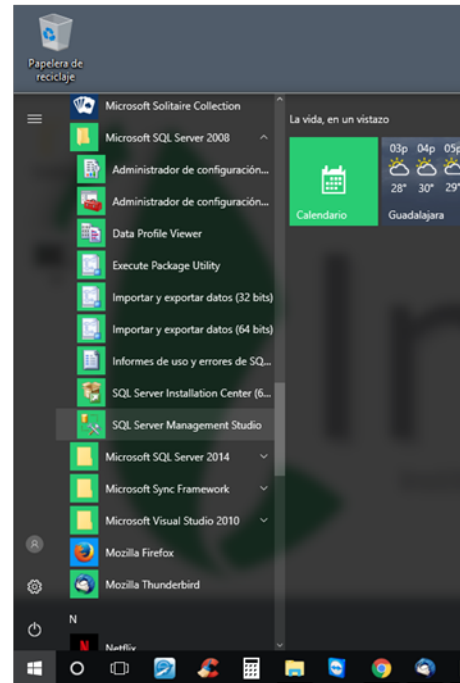 Papelera de
reciclaje
Microsoft Solitaire Collection
Microsoft SQL Server 2008
Administrador de configuración...
Administrador de configuración...
Data Profile Viewer
Execute Package Utility
Importar y exportar datos (32 bits)
Importar y exportar datos (64 bits)
Informes de uso y errores de SQ...
SQL Server Installation Center (6...
SQL Server Management Studio
Microsoft SQL Server 2014
Microsoft Sync Framework
Microsoft Visual Studio 2010
Mozilla Firefox
Mozilla Thunderbird
N
Netflix
La vida, en un vistazo
Calendario
03p 04p 05p
28° 30° 29°
Guadalajara
In